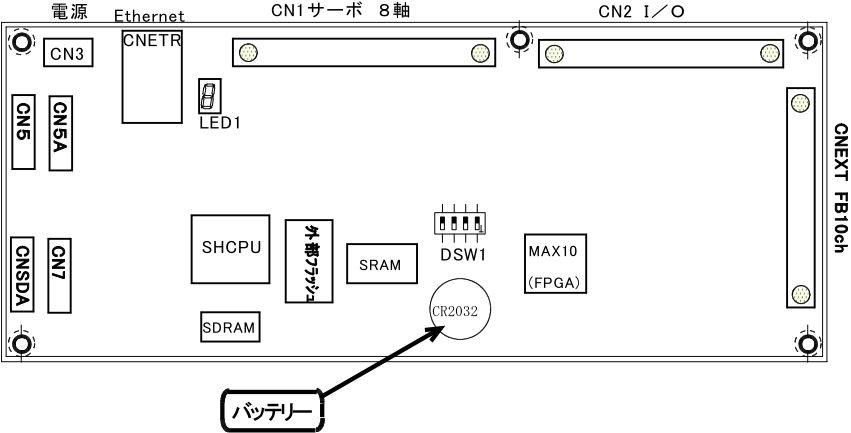 電源
Ethernet
CN1サーボ 8軸
CN2 I/O
CN3
CNETR
LED1
CN5
CN5A
CNEXT FB10ch
CNSDA
CN7
SHCPU
外部フラッシュ
SRAM
DSW1
MAX10
(FPGA)
SDRAM
CR2032
バッテリー